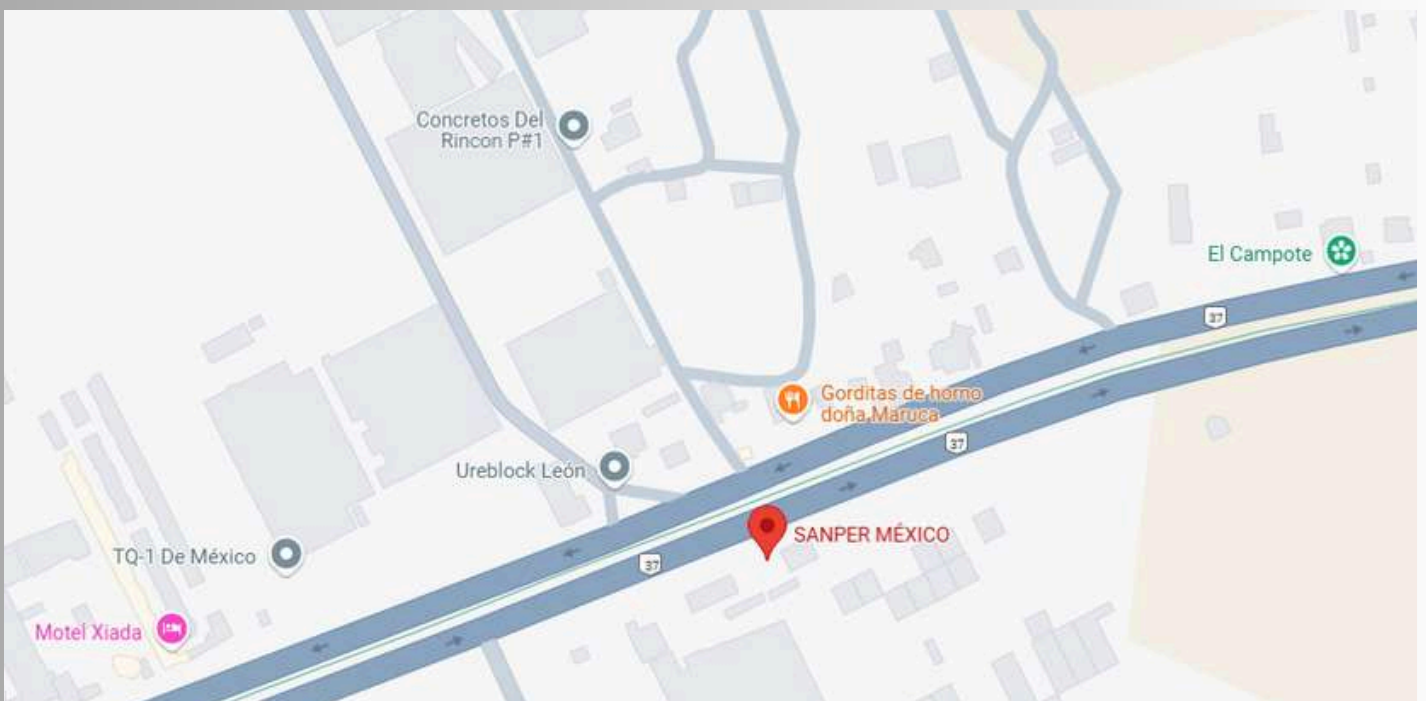 Concretos Del
Rincon P#1
El Campote
37
Gorditas de horno
doña Maruca
37
Ureblock León
SANPER MÉXICO
TQ-1 De México
37
Motel Xiada